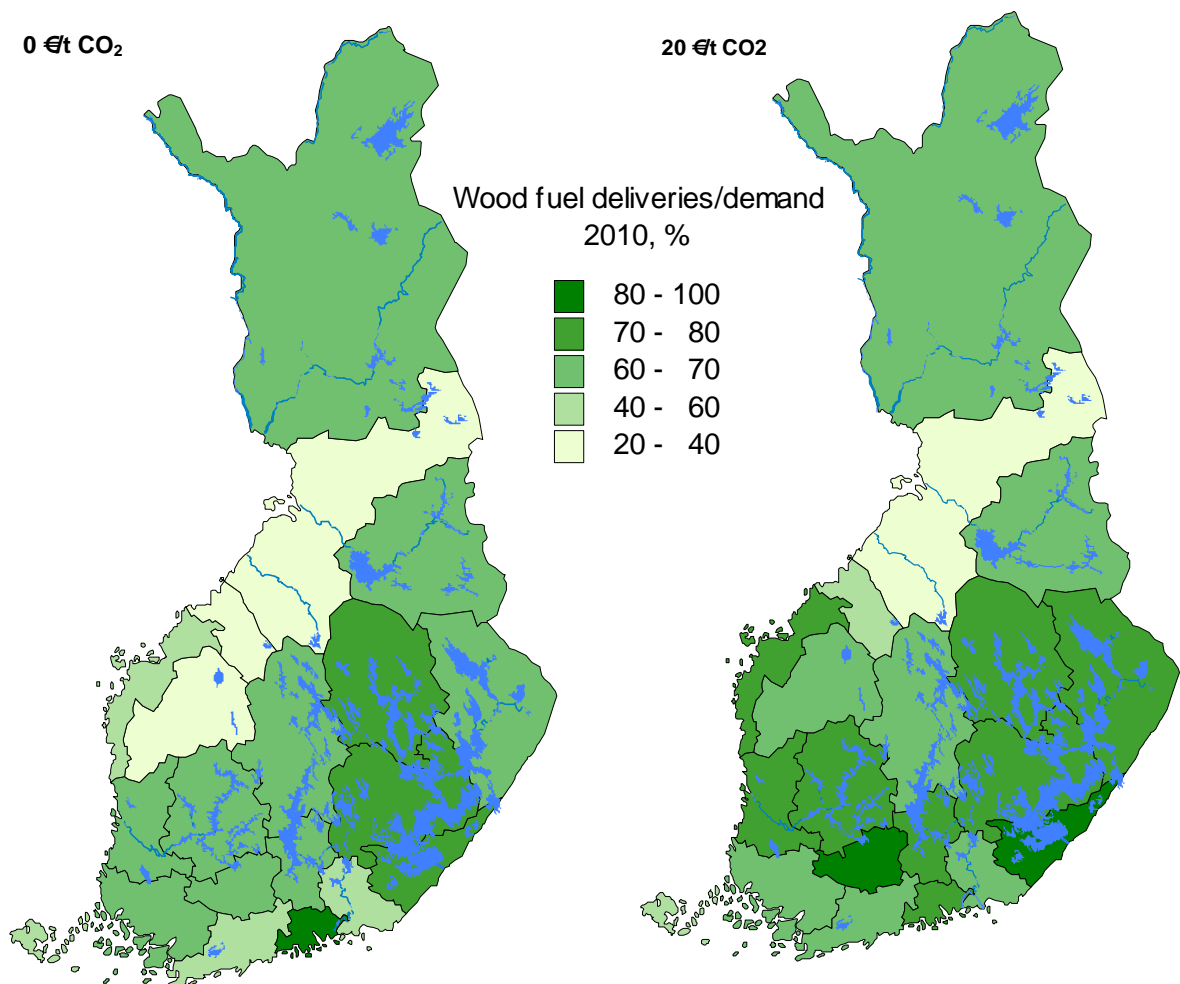 0 €/t CO₂
20 €/t CO2
Wood fuel deliveries/demand
2010, %
80 - 100
70 - 80
60 - 70
40 - 60
20 - 40